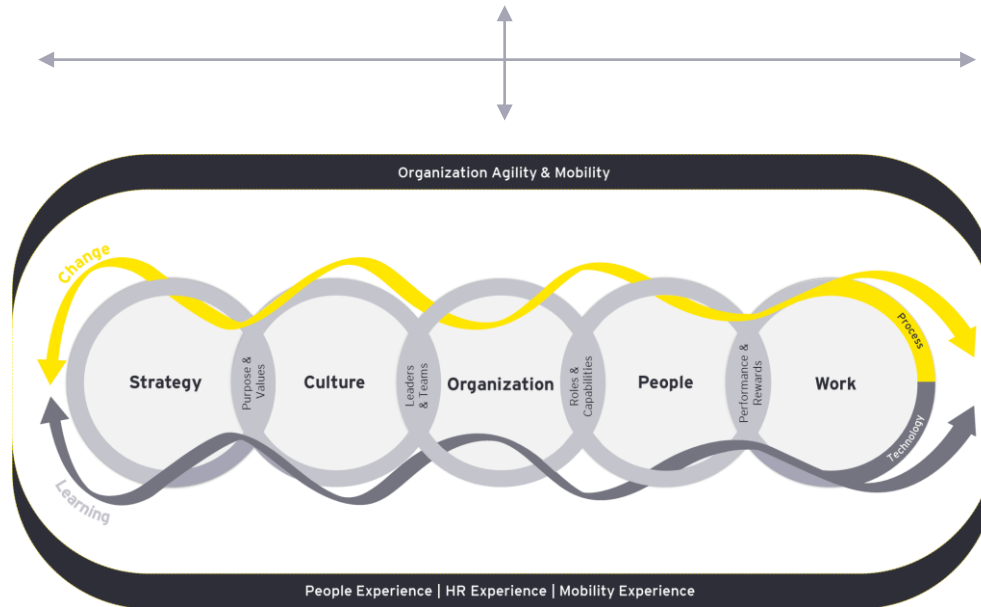 Organization Agility & Mobility
Change
Strategy
Purpose &
Values
Culture
Leaders
& Teams
Organization
Roles &
Capabilities
People
Performance &
Rewards
Work
Process
Technology
Learning
People Experience | HR Experience | Mobility Experience